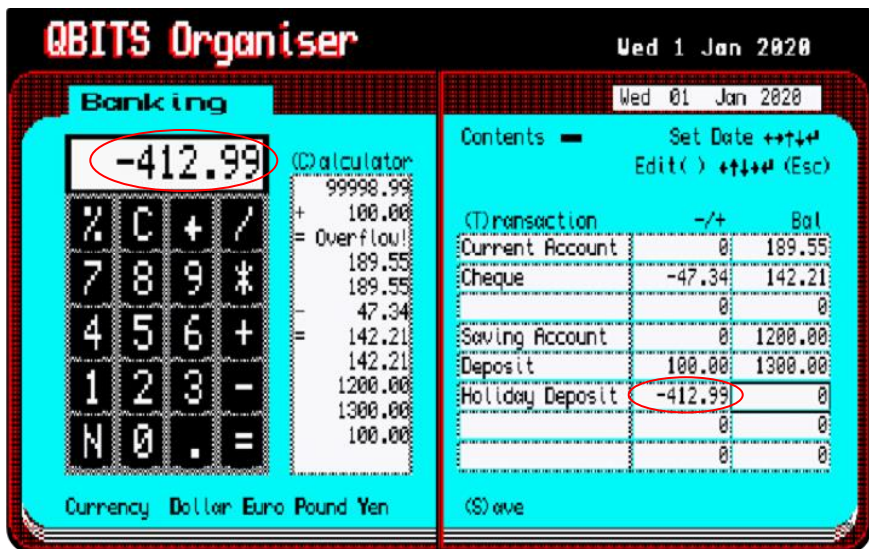 QBITS Organiser
Wed 1 Jan 2020
Banking
Wed 01 Jan 2020
-412.99
% C ← /
7 8 9 *
4 5 6 +
1 2 3 -
N 0 . =
(C)alculator
99998.99
+ 100.00
= Overflow!
189.55
189.55
- 47.34
= 142.21
142.21
1200.00
1300.00
100.00
Currency Dollar Euro Pound Yen
Contents Set Date ←→↑↓↵
Edit( ) ←↑↓→↵ (Esc)
(T)ransaction -/+ Bal
Current Account 0 189.55
Cheque -47.34 142.21
0 0
Saving Account 0 1200.00
Deposit 100.00 1300.00
Holiday Deposit -412.99 0
0 0
0 0
(S)ave